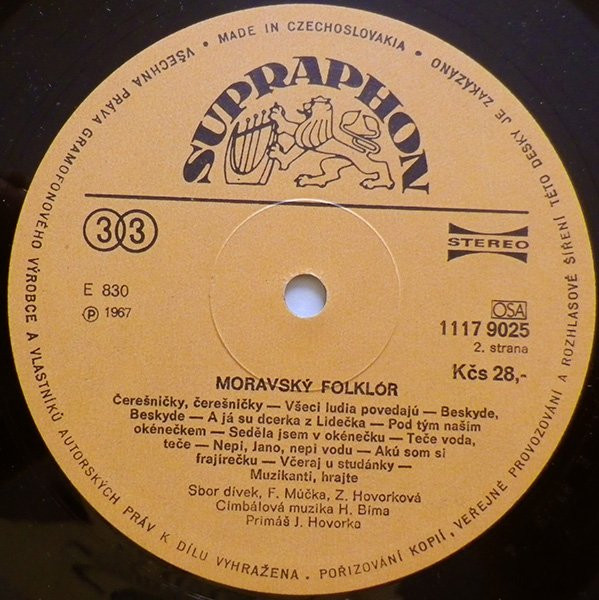 VŠECHNA PRÁVA GRAMOFONOVÉHO VÝROBCE A VLASTNÍKŮ AUTORSKÝCH PRÁV K DÍLU VYHRAŽENA. • POŘIZOVÁNÍ KOPIÍ, VEŘEJNÉ PROVOZOVÁNÍ A ROZHLASOVÉ ŠÍŘENÍ TÉTO DESKY JE ZAKÁZÁNO • MADE IN CZECHOSLOVAKIA •
SUPRAPHON
33
STEREO
E 830
Ⓟ 1967
OSA
1117 9025
2. strana
Kčs 28,-
MORAVSKÝ FOLKLÓR
Čerešničky, čerešničky — Všeci ludia povedajú — Beskyde,
Beskyde — A já su dcerka z Lidečka — Pod tým naším
okénečkem — Seděla jsem v okénečku — Teče voda,
teče — Nepi, Jano, nepi vodu — Akú som si
frajírečku — Včeraj u studánky —
Muzikanti, hrajte
Sbor dívek, F. Múčka, Z. Hovorková
Cimbálová muzika H. Bíma
Primáš J. Hovorka